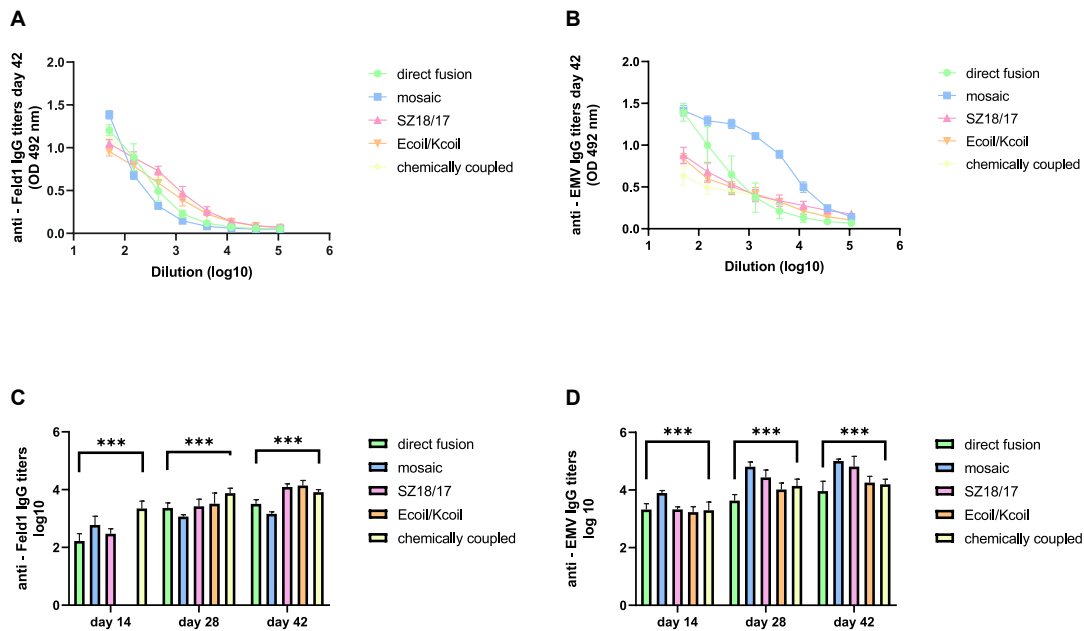 A
anti - Feld1 IgG titers day 42
(OD 492 nm)
2.0
1.5
1.0
0.5
0.0
1
2
3
4
5
6
Dilution (log10)
direct fusion
mosaic
SZ18/17
Ecoil/Kcoil
chemically coupled
B
anti - EMV IgG titers day 42
(OD 492 nm)
2.0
1.5
1.0
0.5
0.0
1
2
3
4
5
6
Dilution (log10)
direct fusion
mosaic
SZ18/17
Ecoil/Kcoil
chemically coupled
C
anti - Feld1 IgG titers
log10
6
4
2
0
***
***
***
day 14
day 28
day 42
direct fusion
mosaic
SZ18/17
Ecoil/Kcoil
chemically coupled
D
anti - EMV IgG titers
log 10
6
4
2
0
***
***
***
day 14
day 28
day 42
direct fusion
mosaic
SZ18/17
Ecoil/Kcoil
chemically coupled